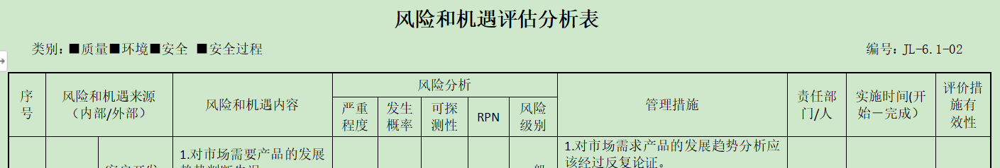 风险和机遇评估分析表
类别：■质量■环境■安全 ■安全过程
编号：JL-6.1-02
序号
风险和机遇来源
（内部/外部）
风险和机遇内容
风险分析
严重程度
发生概率
可探测性
RPN
风险级别
管理措施
责任部门/人
实施时间(开始－完成）
评价措施有效性
1.对市场需要产品的发展
1.对市场需求产品的发展趋势分析应
该经过反复论证。